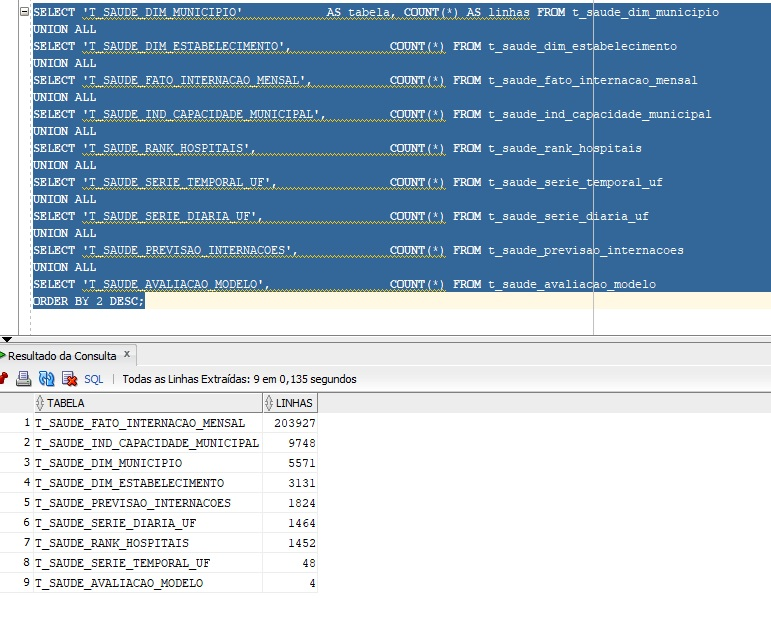 SELECT 'T_SAUDE_DIM_MUNICIPIO' AS tabela, COUNT(*) AS linhas FROM t_saude_dim_municipio
UNION ALL
SELECT 'T_SAUDE_DIM_ESTABELECIMENTO', COUNT(*) FROM t_saude_dim_estabelecimento
UNION ALL
SELECT 'T_SAUDE_FATO_INTERNACAO_MENSAL', COUNT(*) FROM t_saude_fato_internacao_mensal
UNION ALL
SELECT 'T_SAUDE_IND_CAPACIDADE_MUNICIPAL', COUNT(*) FROM t_saude_ind_capacidade_municipal
UNION ALL
SELECT 'T_SAUDE_RANK_HOSPITAIS', COUNT(*) FROM t_saude_rank_hospitais
UNION ALL
SELECT 'T_SAUDE_SERIE_TEMPORAL_UF', COUNT(*) FROM t_saude_serie_temporal_uf
UNION ALL
SELECT 'T_SAUDE_SERIE_DIARIA_UF', COUNT(*) FROM t_saude_serie_diaria_uf
UNION ALL
SELECT 'T_SAUDE_PREVISAO_INTERNACOES', COUNT(*) FROM t_saude_previsao_internacoes
UNION ALL
SELECT 'T_SAUDE_AVALIACAO_MODELO', COUNT(*) FROM t_saude_avaliacao_modelo
ORDER BY 2 DESC;
Resultado da Consulta x
SQL | Todas as Linhas Extraídas: 9 em 0,135 segundos
TABELA LINHAS
1 T_SAUDE_FATO_INTERNACAO_MENSAL 203927
2 T_SAUDE_IND_CAPACIDADE_MUNICIPAL 9748
3 T_SAUDE_DIM_MUNICIPIO 5571
4 T_SAUDE_DIM_ESTABELECIMENTO 3131
5 T_SAUDE_PREVISAO_INTERNACOES 1824
6 T_SAUDE_SERIE_DIARIA_UF 1464
7 T_SAUDE_RANK_HOSPITAIS 1452
8 T_SAUDE_SERIE_TEMPORAL_UF 48
9 T_SAUDE_AVALIACAO_MODELO 4